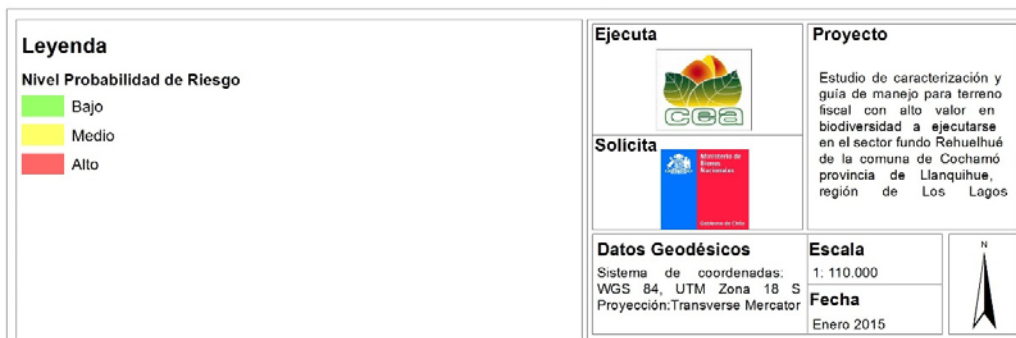 Leyenda
Nivel Probabilidad de Riesgo
Bajo
Medio
Alto
Ejecuta
cea
Solicita
Ministerio de
Bienes
Nacionales
Gobierno de Chile
Proyecto
Estudio de caracterización y
guía de manejo para terreno
fiscal con alto valor en
biodiversidad a ejecutarse
en el sector fundo Rehuelhué
de la comuna de Cochamó
provincia de Llanquihue,
región de Los Lagos
Datos Geodésicos
Sistema de coordenadas:
WGS 84, UTM Zona 18 S
Proyección:Transverse Mercator
Escala
1: 110.000
Fecha
Enero 2015
N